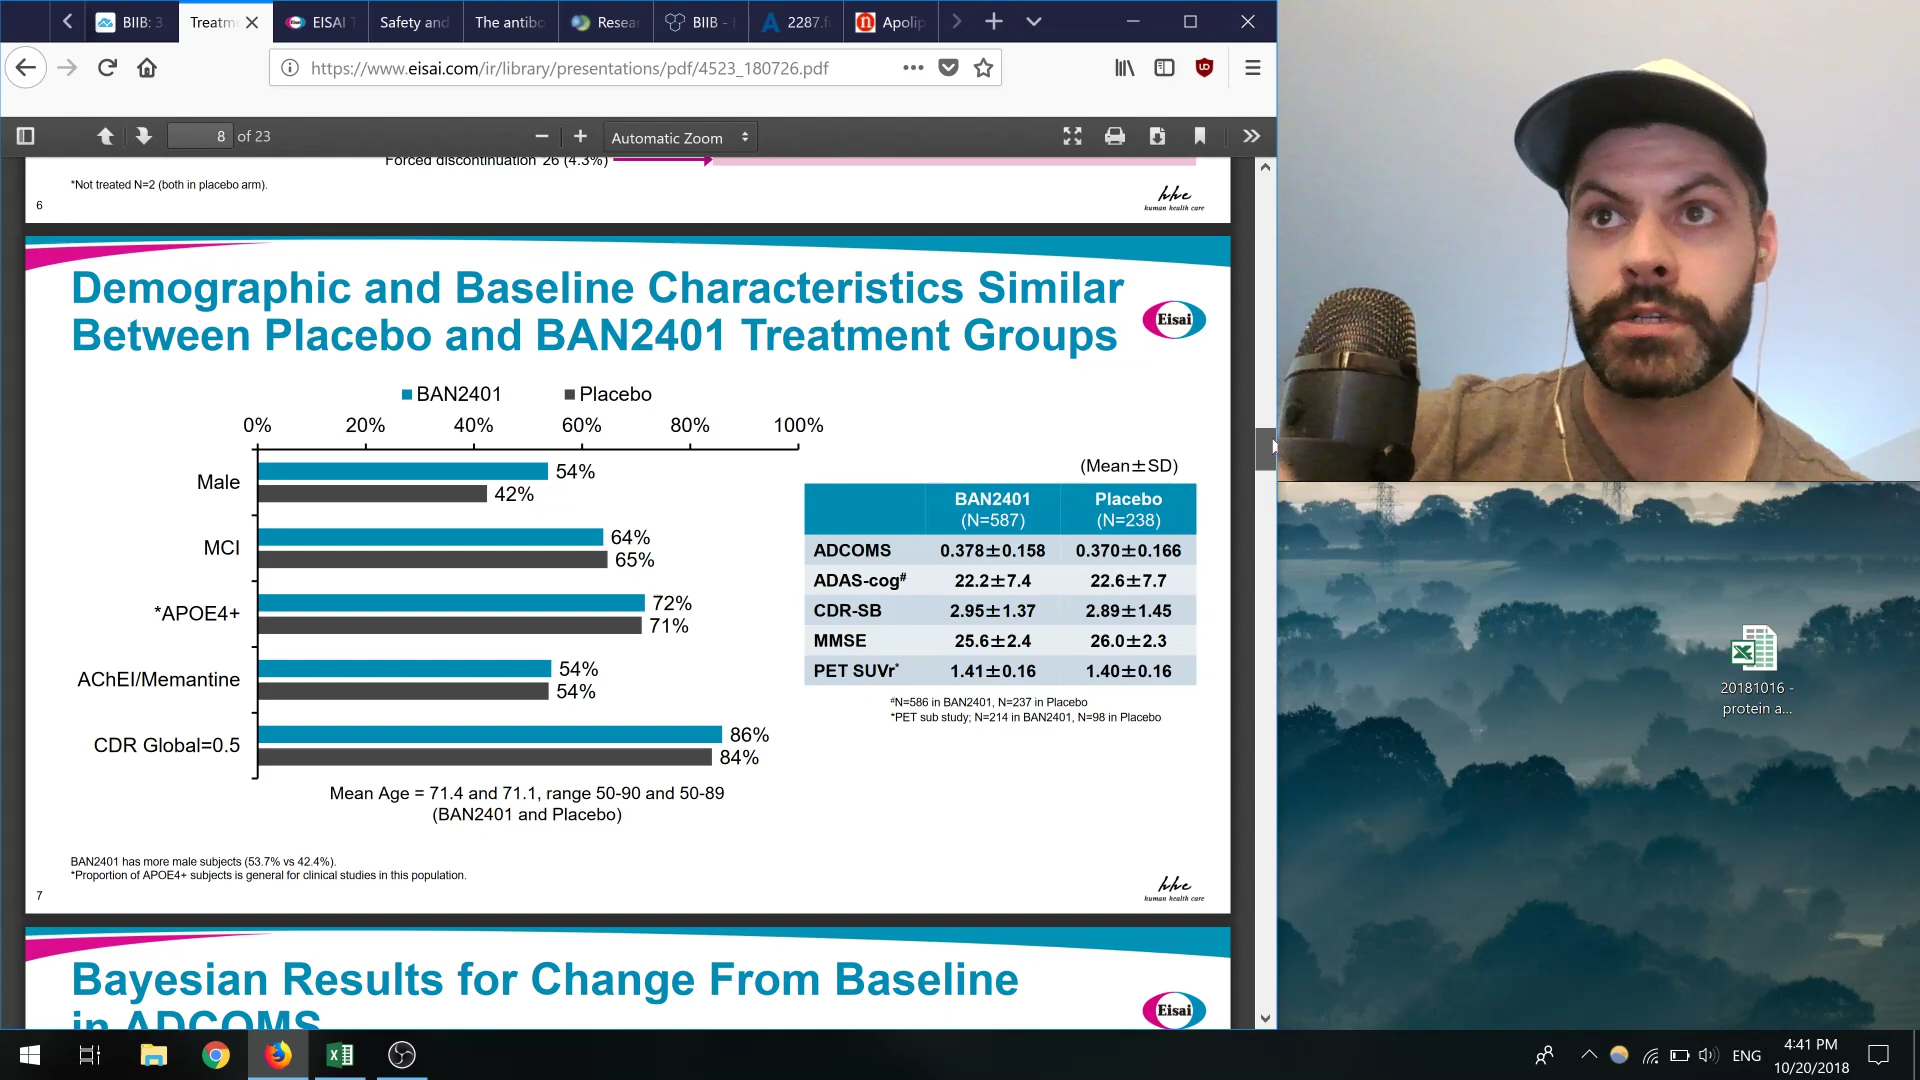 BIIB: 3
Treatm
EISAI T
Safety and
The antibo
Resea
BIIB -
2287.f
Apolip
https://www.eisai.com/ir/library/presentations/pdf/4523_180726.pdf
8 of 23
Automatic Zoom
Forced discontinuation 26 (4.3%)
*Not treated N=2 (both in placebo arm).
hhc
human health care
6
Demographic and Baseline Characteristics Similar
Between Placebo and BAN2401 Treatment Groups
Eisai
BAN2401 Placebo
0% 20% 40% 60% 80% 100%
Male 54%
42%
MCI 64%
65%
*APOE4+ 72%
71%
AChEI/Memantine 54%
54%
CDR Global=0.5 86%
84%
Mean Age = 71.4 and 71.1, range 50-90 and 50-89
(BAN2401 and Placebo)
(Mean±SD)
BAN2401 Placebo
(N=587) (N=238)
ADCOMS 0.378±0.158 0.370±0.166
ADAS-cog# 22.2±7.4 22.6±7.7
CDR-SB 2.95±1.37 2.89±1.45
MMSE 25.6±2.4 26.0±2.3
PET SUVr* 1.41±0.16 1.40±0.16
#N=586 in BAN2401, N=237 in Placebo
*PET sub study; N=214 in BAN2401, N=98 in Placebo
BAN2401 has more male subjects (53.7% vs 42.4%).
*Proportion of APOE4+ subjects is general for clinical studies in this population.
hhc
human health care
7
Bayesian Results for Change From Baseline
in ADCOMS
Eisai
20181016 -
protein a...
ENG
4:41 PM
10/20/2018